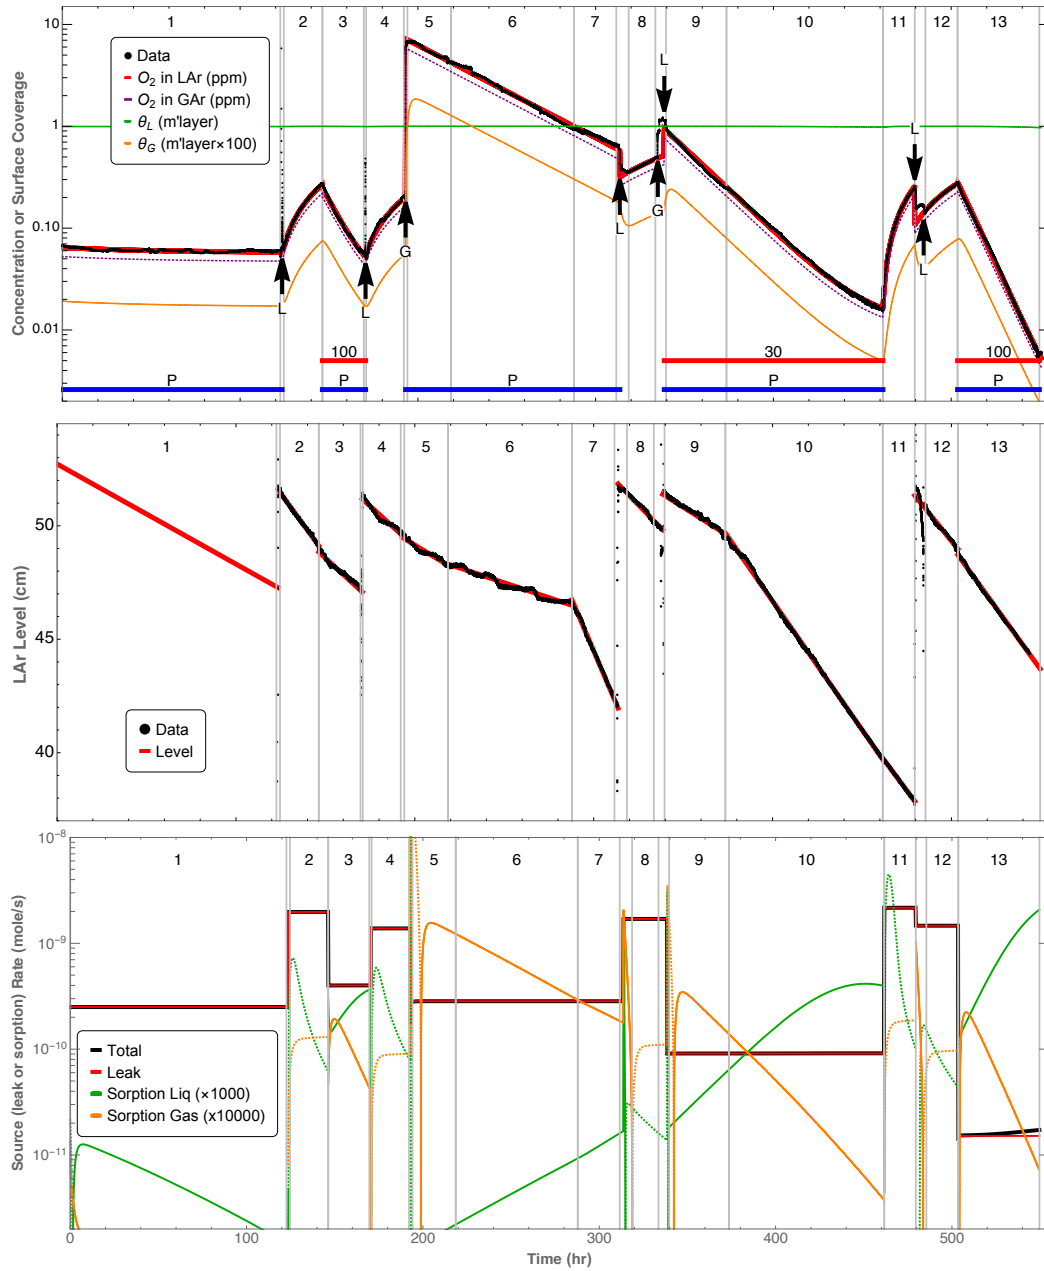 1 2 3 4 5 6 7 8 9 10 11 12 13
Concentration or Surface Coverage
10
1
0.10
0.01
Data
O2 in LAr (ppm)
O2 in GAr (ppm)
θL (m'layer)
θG (m'layer×100)
L
L
G
L
G
L
L
L
100
30
100
P
P
P
P
P
1 2 3 4 5 6 7 8 9 10 11 12 13
LAr Level (cm)
50
45
40
Data
Level
1 2 3 4 5 6 7 8 9 10 11 12 13
Source (leak or sorption) Rate (mole/s)
10⁻⁸
10⁻⁹
10⁻¹⁰
10⁻¹¹
Total
Leak
Sorption Liq (×1000)
Sorption Gas (x10000)
0 100 200 300 400 500
Time (hr)